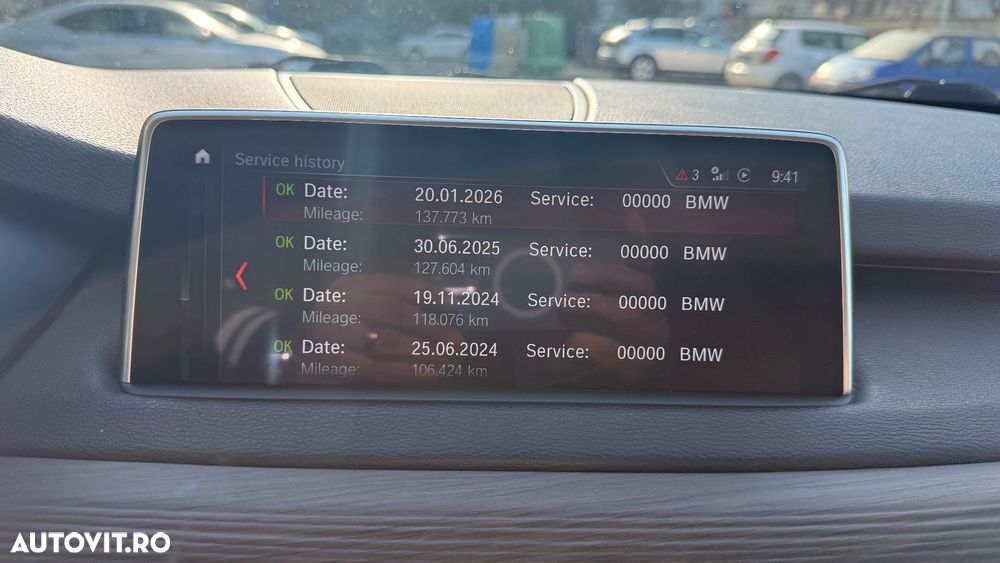 Service history
3 9:41
OK Date: 20.01.2026 Service: 00000 BMW
Mileage: 137.773 km
OK Date: 30.06.2025 Service: 00000 BMW
Mileage: 127.604 km
OK Date: 19.11.2024 Service: 00000 BMW
Mileage: 118.076 km
OK Date: 25.06.2024 Service: 00000 BMW
Mileage: 106.424 km
AUTOVIT.RO